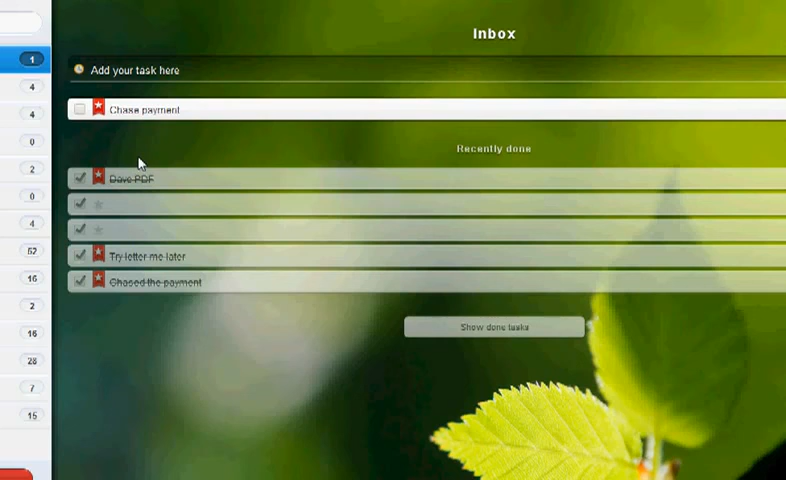 Inbox
1
Add your task here
4
4
Chase payment
0
Recently done
2
Dave PDF
0
4
52
Try letter me later
16
Chased the payment
2
16
Show done tasks
28
7
15